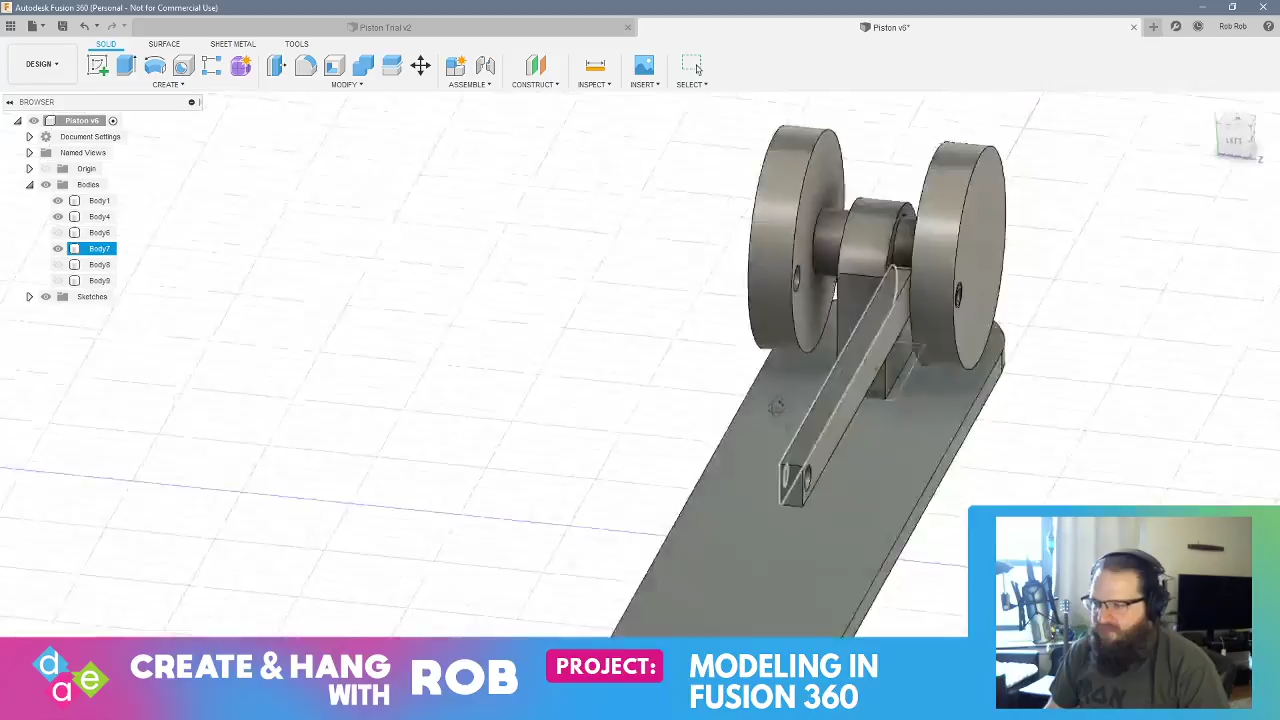 Autodesk Fusion 360 (Personal - Not for Commercial Use)
Piston Trial v2
Piston v6*
Rob Rob
SOLID
SURFACE
SHEET METAL
TOOLS
DESIGN
CREATE
MODIFY
ASSEMBLE
CONSTRUCT
INSPECT
INSERT
SELECT
BROWSER
Piston v6
Document Settings
Named Views
Origin
Bodies
Body1
Body4
Body6
Body7
Body8
Body9
Sketches
LEFT
Z
d
a e
CREATE & HANG
WITH
ROB
PROJECT:
MODELING IN
FUSION 360